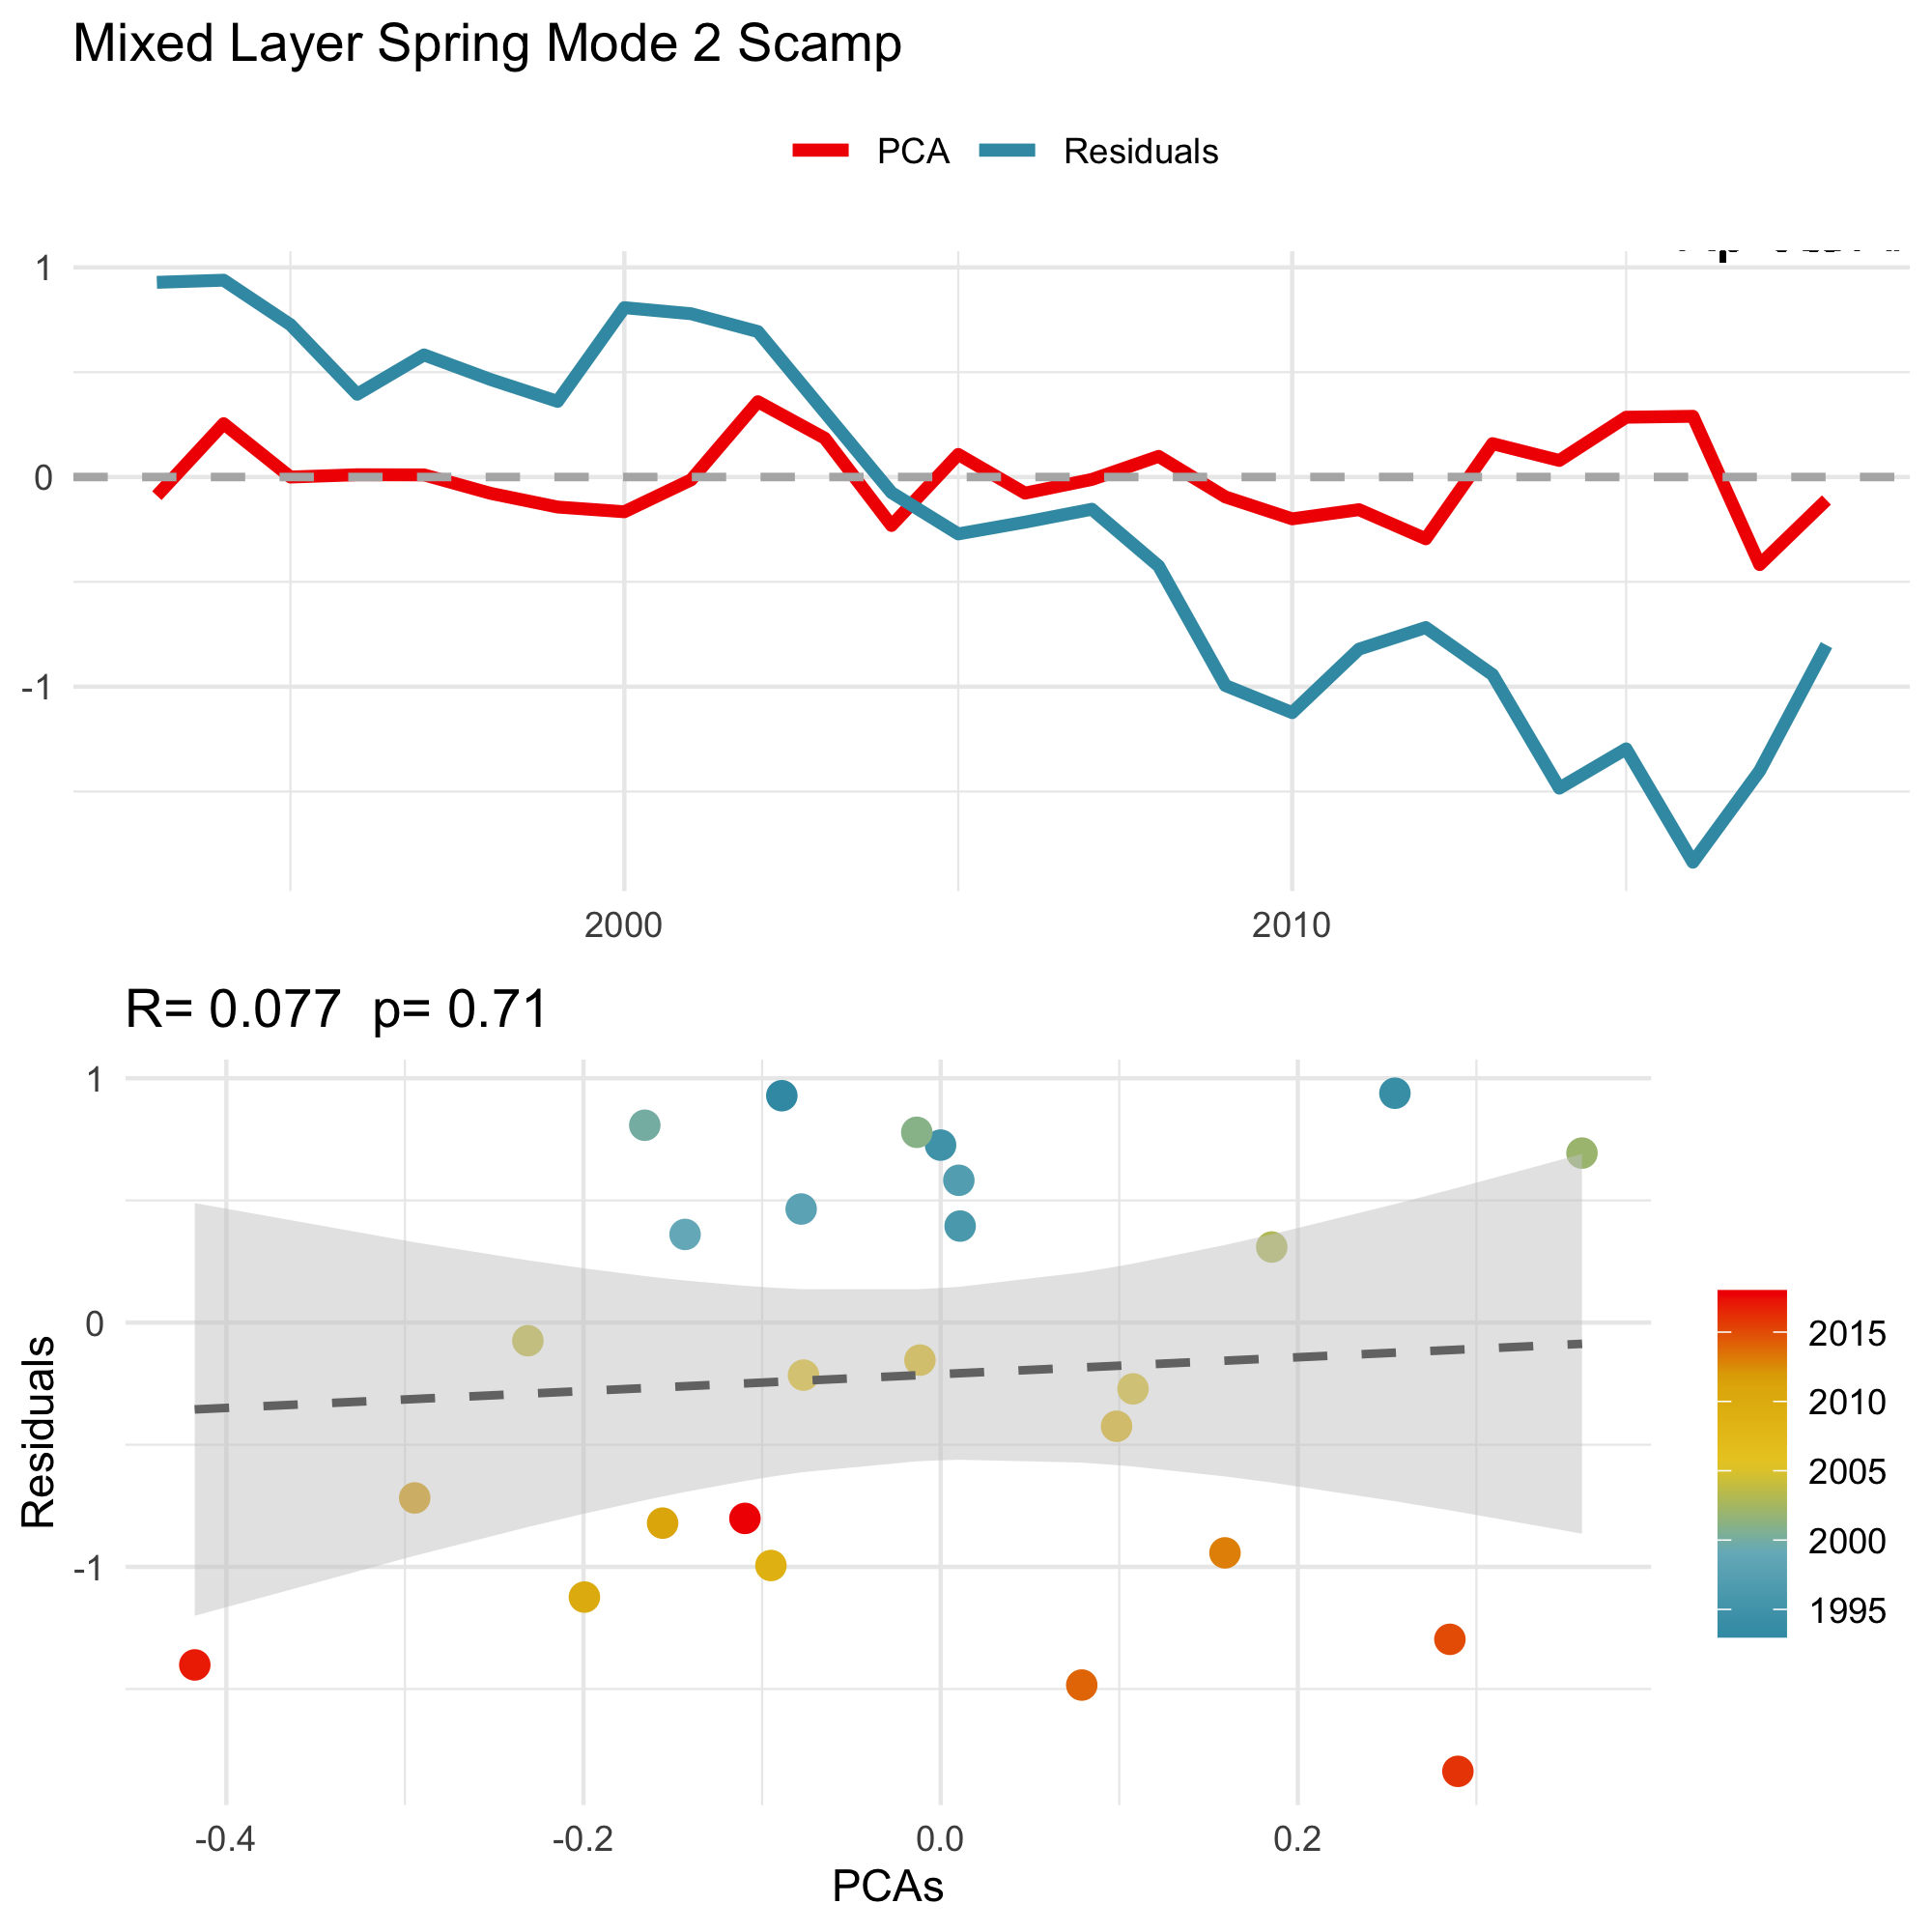 Mixed Layer Spring Mode 2 Scamp
PCA Residuals
1
0
-1
2000 2010
R= 0.077 p= 0.71
Residuals
1
0
-1
-0.4 -0.2 0.0 0.2
PCAs
2015
2010
2005
2000
1995